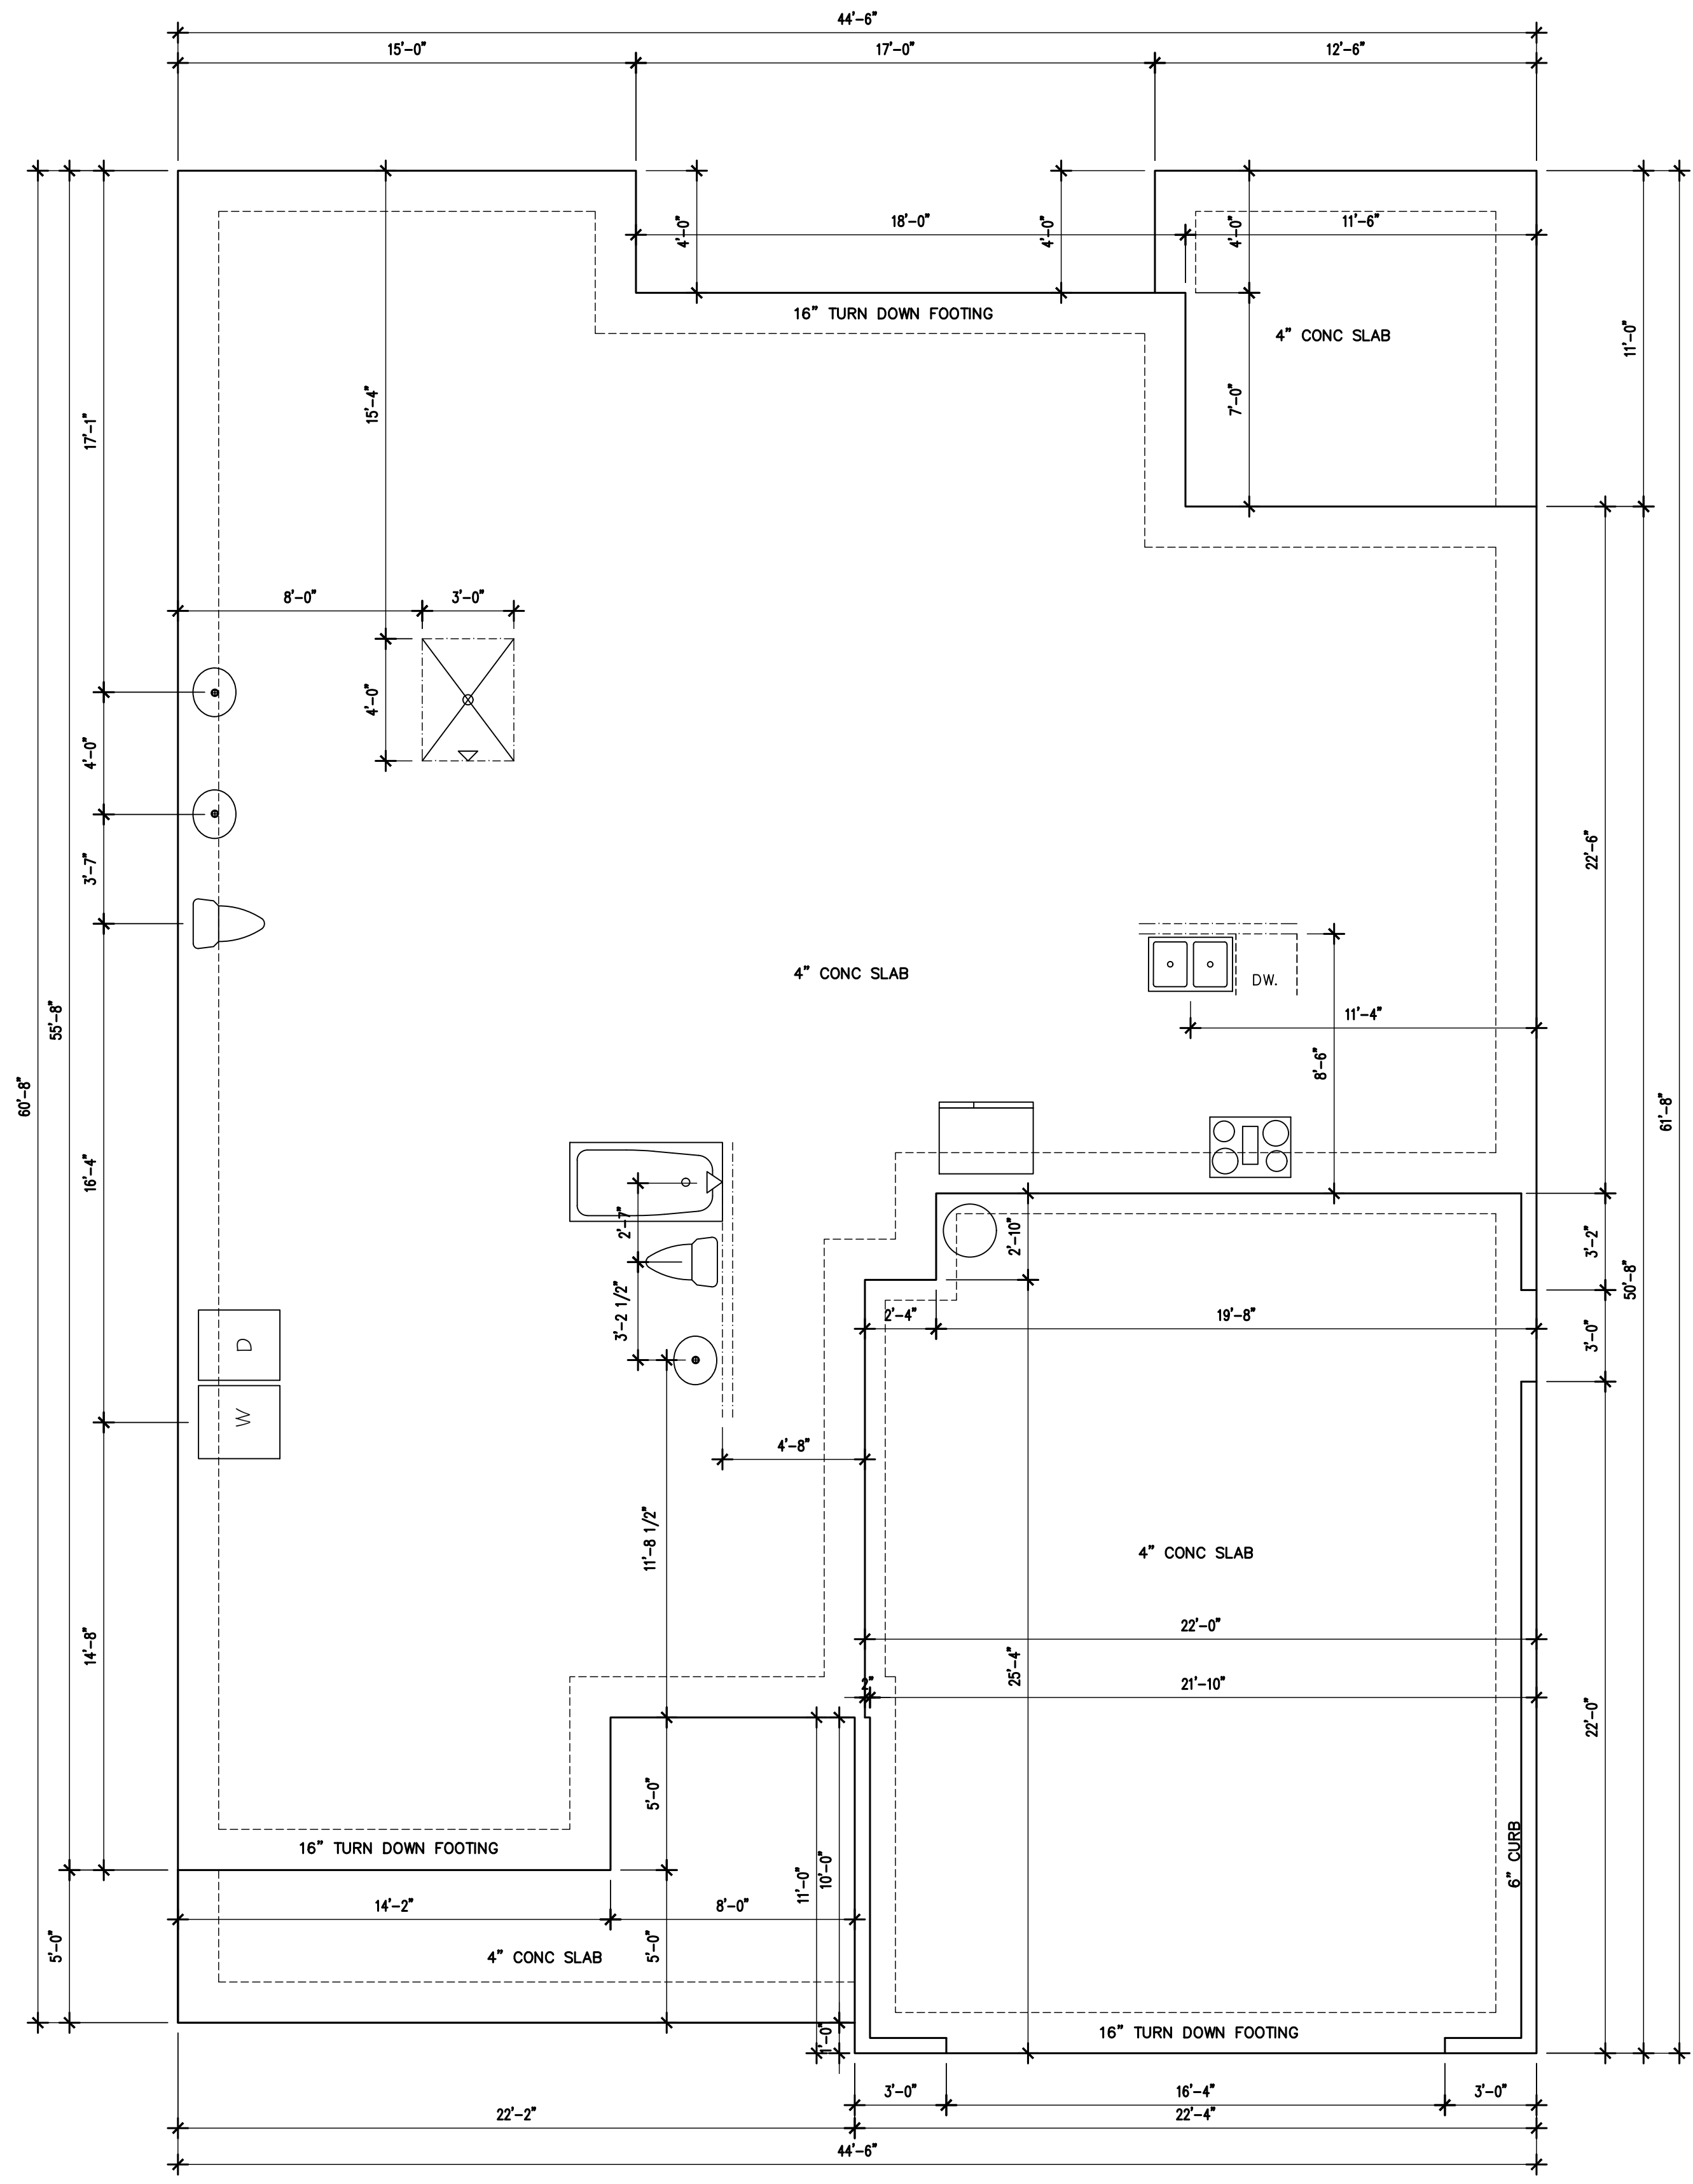 44'-6"
15'-0" 17'-0" 12'-6"
4'-0" 18'-0" 4'-0" 4'-0" 11'-6"
16" TURN DOWN FOOTING
4" CONC SLAB
11'-0"
17'-1"
15'-4"
7'-0"
8'-0" 3'-0"
4'-0"
4'-0"
3'-7"
22'-6"
55'-8"
60'-8"
4" CONC SLAB
DW.
11'-4"
8'-6"
61'-8"
16'-4"
2'-7"
2'-10"
3'-2"
50'-8"
3'-2 1/2"
2'-4" 19'-8"
3'-0"
D
W
4'-8"
11'-8 1/2"
4" CONC SLAB
14'-8"
22'-0"
25'-4"
2" 21'-10"
22'-0"
5'-0"
16" TURN DOWN FOOTING
6" CURB
11'-0" 10'-0"
14'-2" 8'-0"
5'-0"
5'-0"
4" CONC SLAB
1'-0"
16" TURN DOWN FOOTING
3'-0" 16'-4" 3'-0"
22'-2" 22'-4"
44'-6"